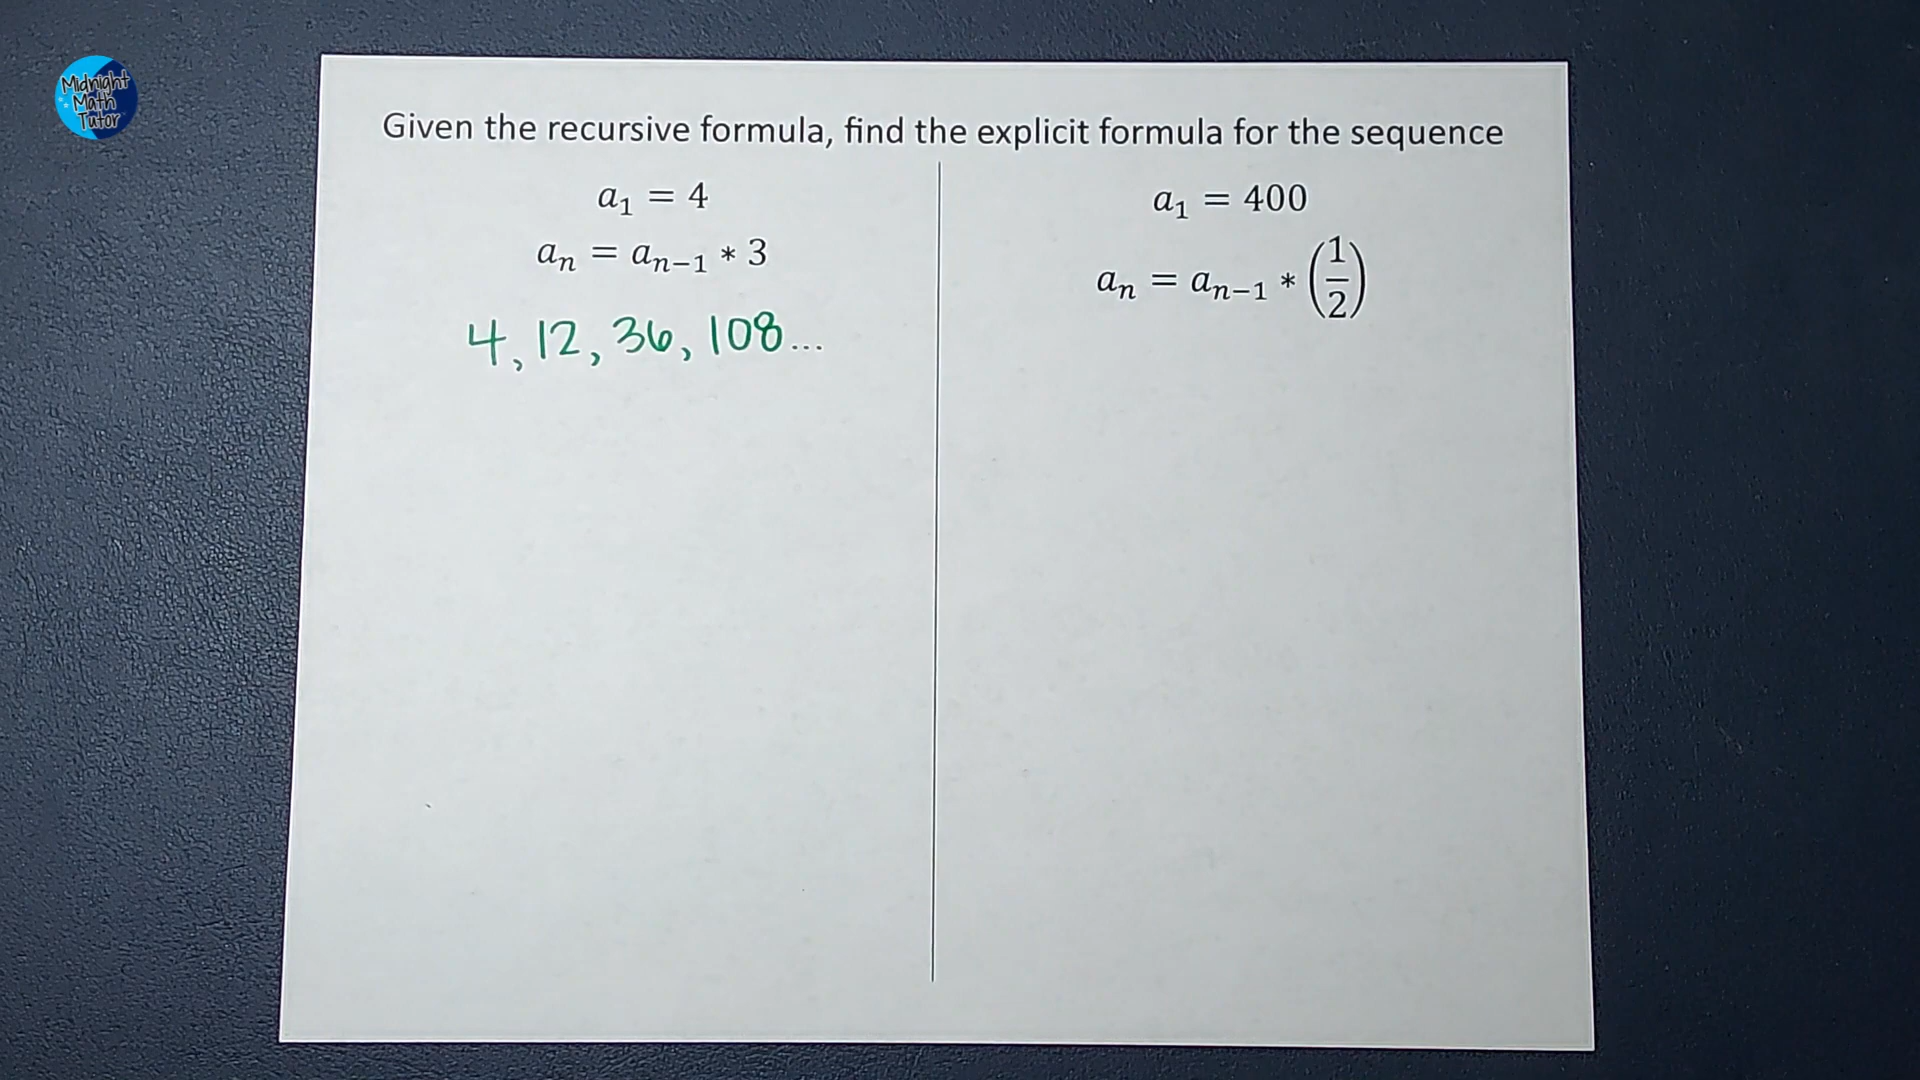 Midnight
Math
Tutor
Given the recursive formula, find the explicit formula for the sequence
a₁ = 4
aₙ = aₙ₋₁ * 3
4, 12, 36, 108...
a₁ = 400
aₙ = aₙ₋₁ * (1/2)